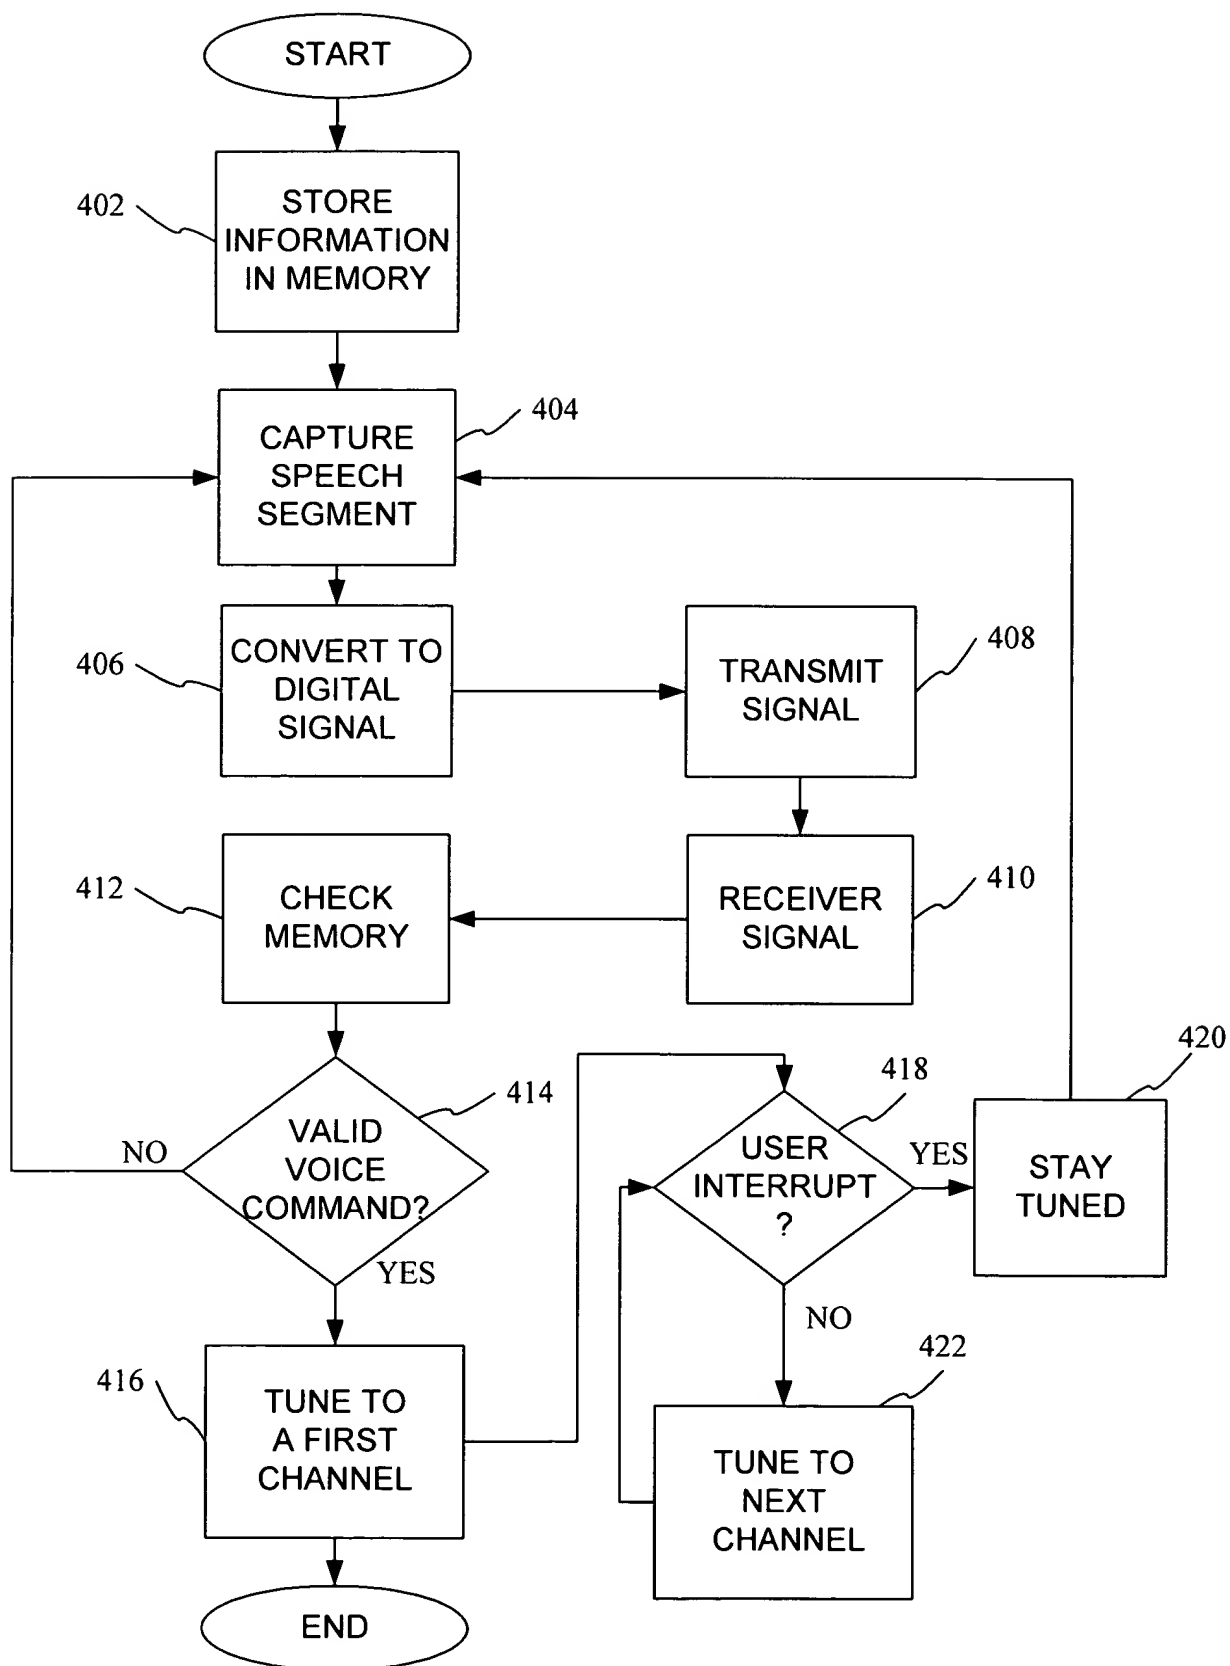 START
402
STORE
INFORMATION
IN MEMORY
404
CAPTURE
SPEECH
SEGMENT
406
CONVERT TO
DIGITAL
SIGNAL
408
TRANSMIT
SIGNAL
412
CHECK
MEMORY
410
RECEIVER
SIGNAL
414
VALID
VOICE
COMMAND?
NO
YES
418
USER
INTERRUPT
?
YES
NO
420
STAY
TUNED
416
TUNE TO
A FIRST
CHANNEL
422
TUNE TO
NEXT
CHANNEL
END